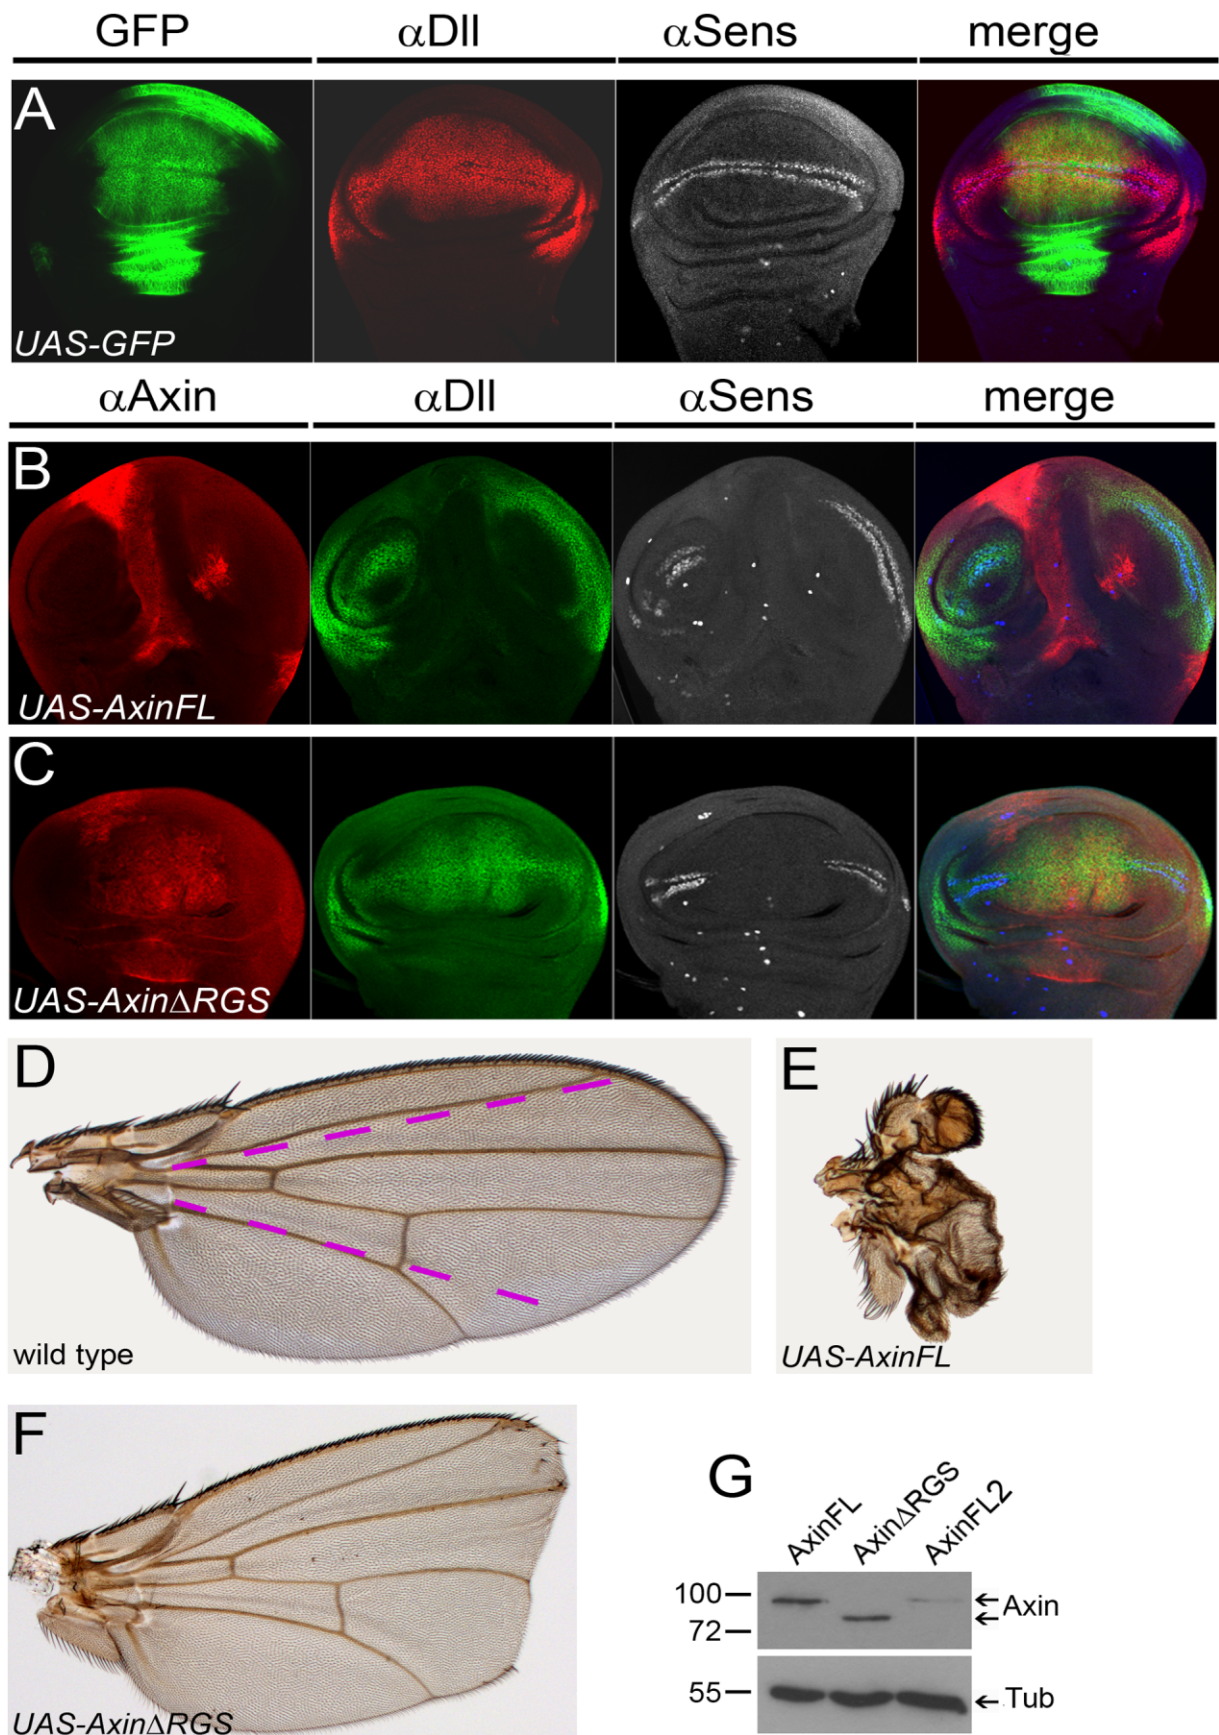 GFP αDll αSens merge
A
UAS-GFP
αAxin αDll αSens merge
B
UAS-AxinFL
C
UAS-AxinΔRGS
D
wild type
E
UAS-AxinFL
F
UAS-AxinΔRGS
G
AxinFL AxinΔRGS AxinFL2
100
Axin
72
55
Tub